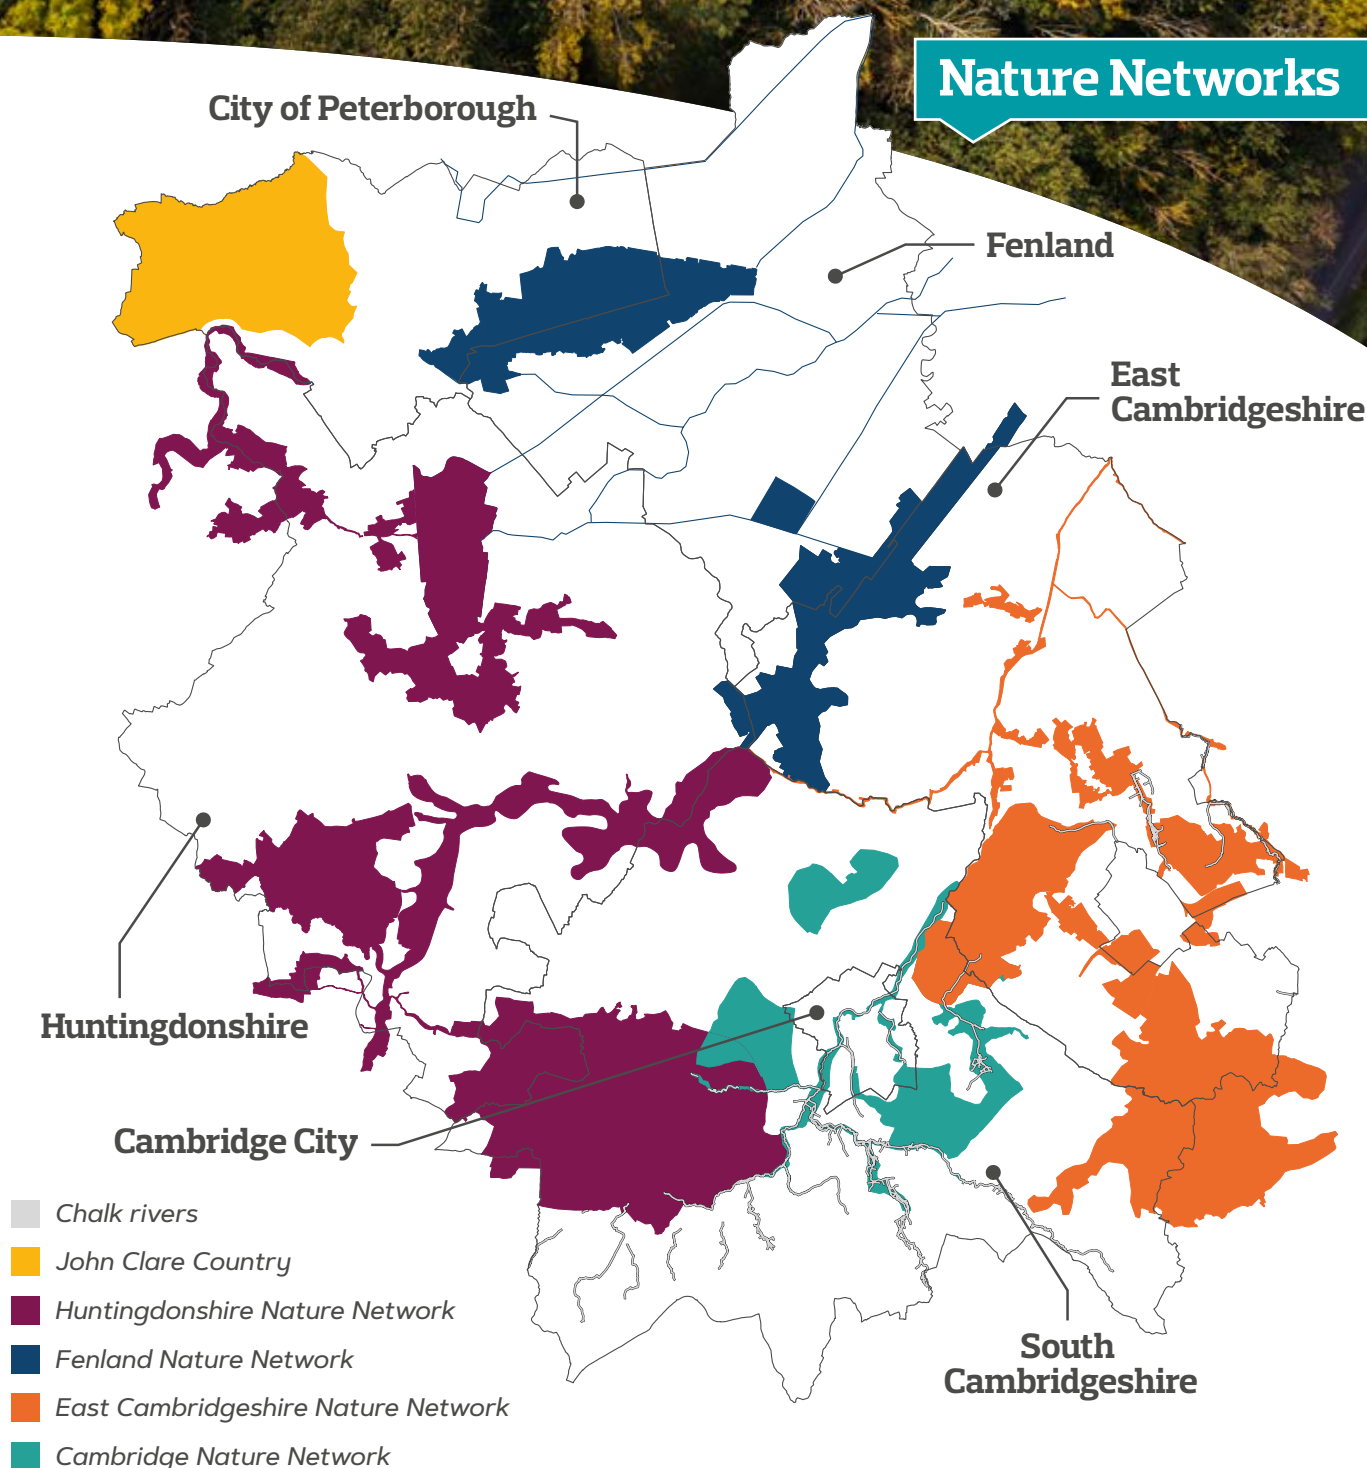 Nature Networks
City of Peterborough
Fenland
East
Cambridgeshire
Huntingdonshire
Cambridge City
South
Cambridgeshire
Chalk rivers
John Clare Country
Huntingdonshire Nature Network
Fenland Nature Network
East Cambridgeshire Nature Network
Cambridge Nature Network